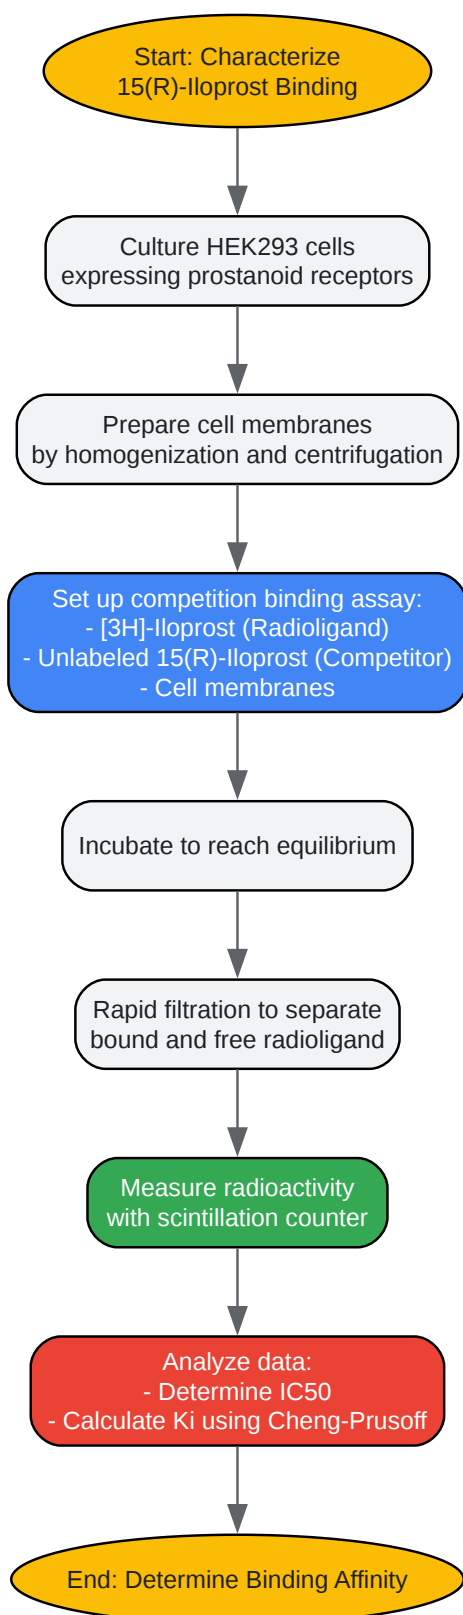 Start: Characterize
15(R)-Iloprost Binding
Culture HEK293 cells
expressing prostanoid receptors
Prepare cell membranes
by homogenization and centrifugation
Set up competition binding assay:
- [3H]-Iloprost (Radioligand)
- Unlabeled 15(R)-Iloprost (Competitor)
- Cell membranes
Incubate to reach equilibrium
Rapid filtration to separate
bound and free radioligand
Measure radioactivity
with scintillation counter
Analyze data:
- Determine IC50
- Calculate Ki using Cheng-Prusoff
End: Determine Binding Affinity